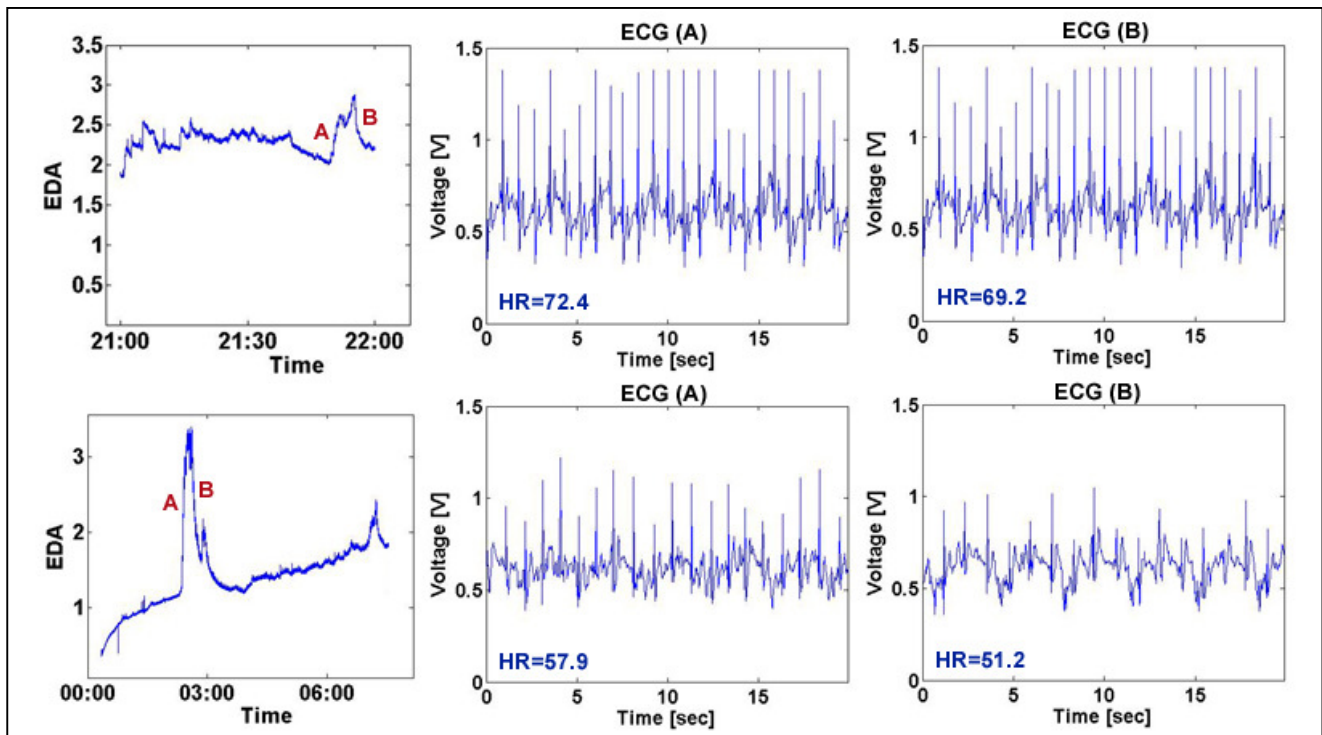 3.5
3
2.5
2
1.5
1
0.5
EDA
A
B
21:00
21:30
22:00
Time
ECG (A)
1.5
1
0.5
0
Voltage [V]
HR=72.4
0
5
10
15
Time [sec]
ECG (B)
1.5
1
0.5
0
Voltage [V]
HR=69.2
0
5
10
15
Time [sec]
3
2
1
EDA
A
B
00:00
03:00
06:00
Time
ECG (A)
1.5
1
0.5
0
Voltage [V]
HR=57.9
0
5
10
15
Time [sec]
ECG (B)
1.5
1
0.5
0
Voltage [V]
HR=51.2
0
5
10
15
Time [sec]